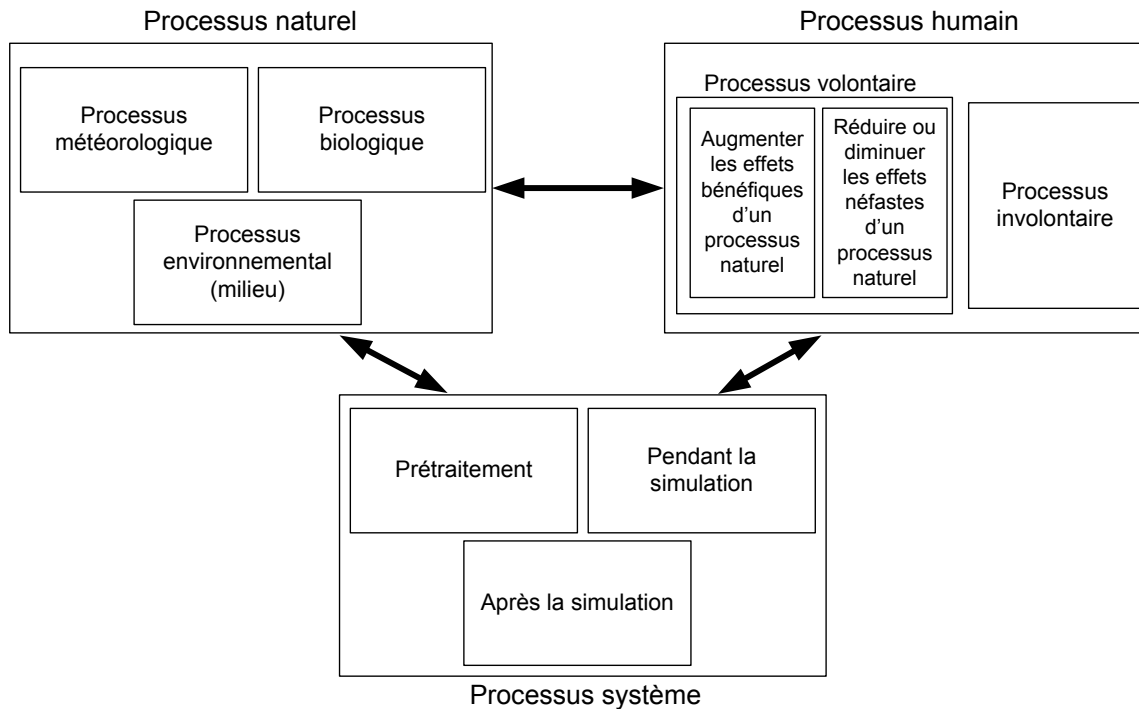 Processus naturel
Processus
météorologique
Processus
biologique
Processus
environnemental
(milieu)
Processus humain
Processus volontaire
Augmenter
les effets
bénéfiques
d’un
processus
naturel
Réduire ou
diminuer
les effets
néfastes
d’un
processus
naturel
Processus
involontaire
Prétraitement
Pendant la
simulation
Après la simulation
Processus système